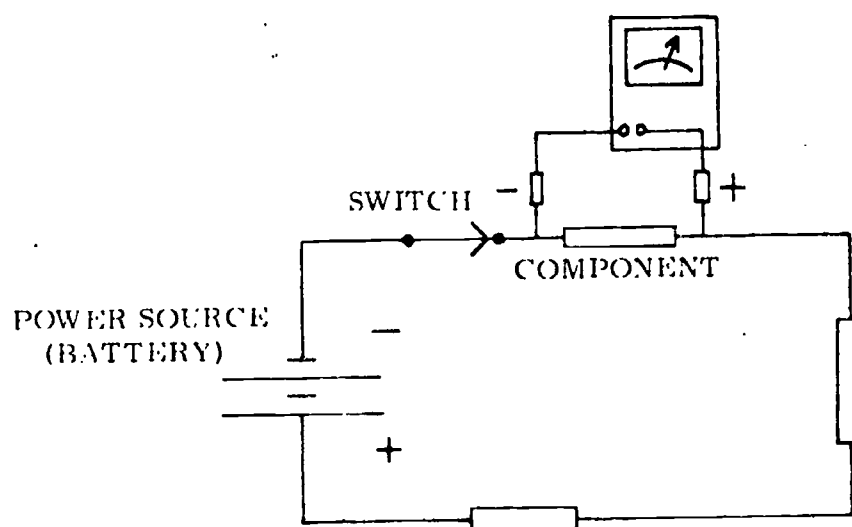 - +
SWITCH
COMPONENT
POWER SOURCE
(BATTERY)
-
+